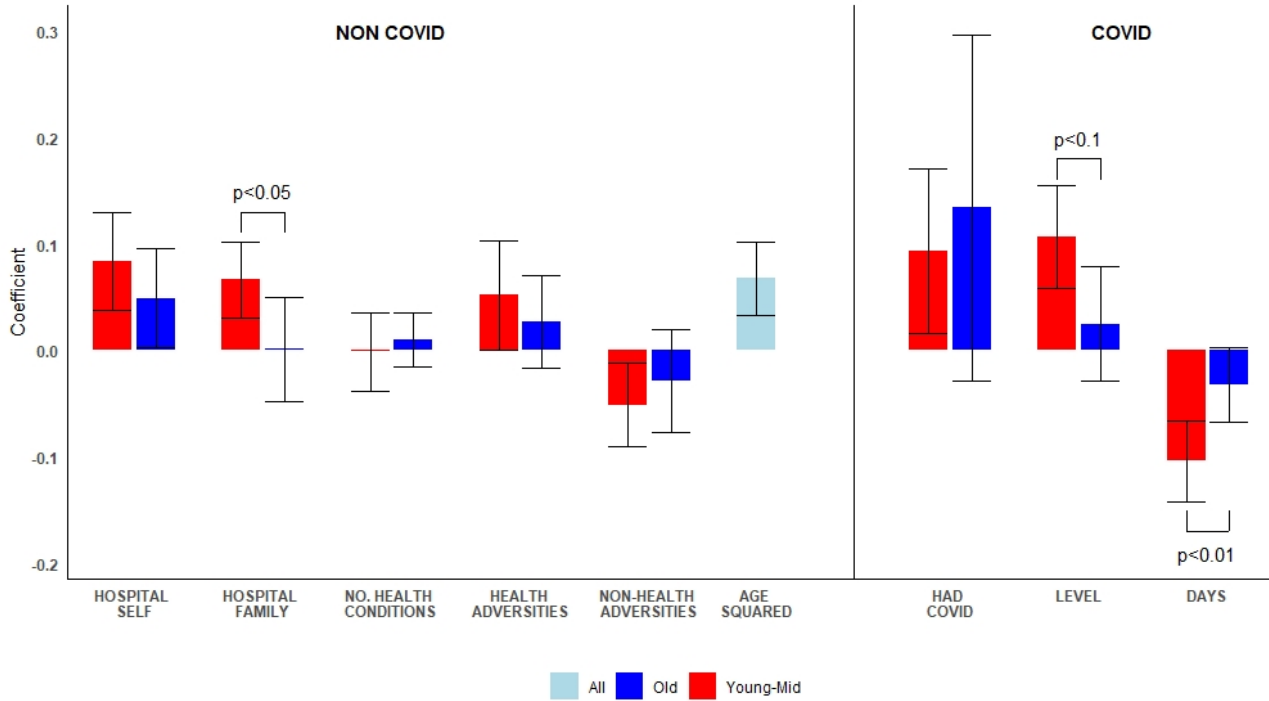 NON COVID
COVID
0.3
0.2
0.1
0.0
-0.1
-0.2
Coefficient
p<0.05
p<0.1
p<0.01
HOSPITAL
SELF
HOSPITAL
FAMILY
NO. HEALTH
CONDITIONS
HEALTH
ADVERSITIES
NON-HEALTH
ADVERSITIES
AGE
SQUARED
HAD
COVID
LEVEL
DAYS
All
Old
Young-Mid